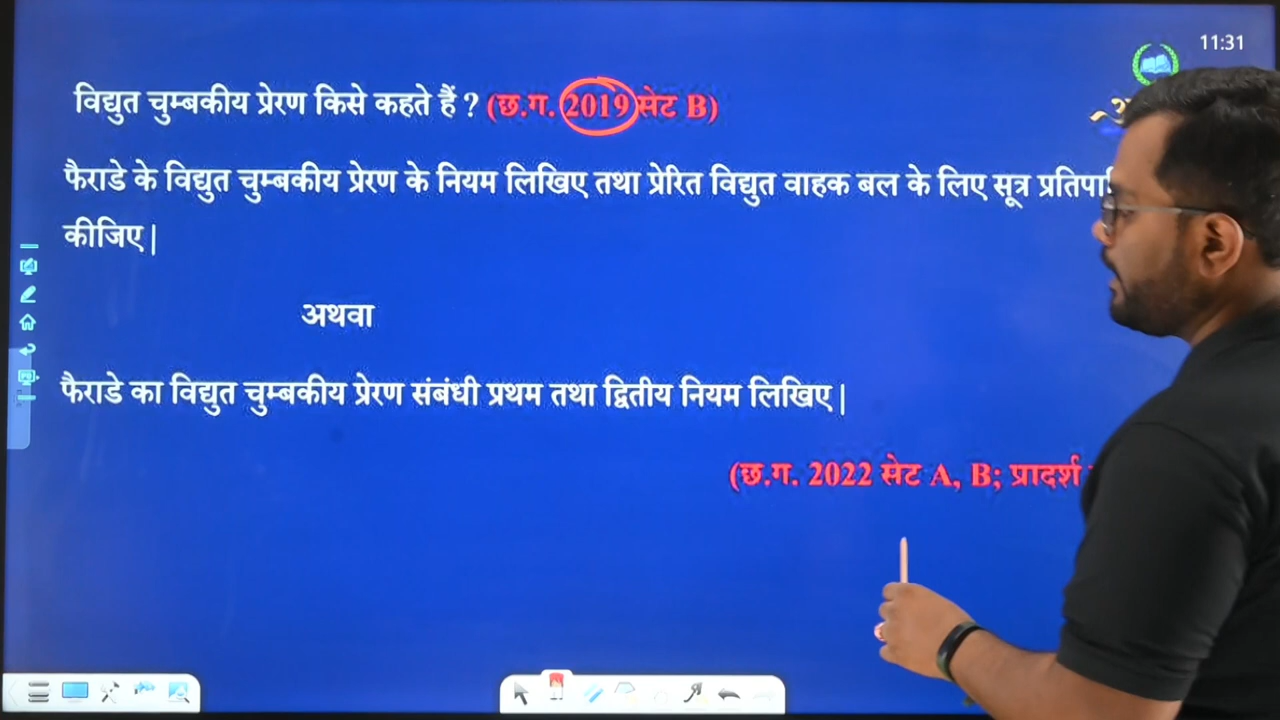 11:31
विद्युत चुम्बकीय प्रेरण किसे कहते हैं ? (छ.ग. 2019 सेट B)
फैराडे के विद्युत चुम्बकीय प्रेरण के नियम लिखिए तथा प्रेरित विद्युत वाहक बल के लिए सूत्र
कीजिए |
अथवा
फैराडे का विद्युत चुम्बकीय प्रेरण संबंधी प्रथम तथा द्वितीय नियम लिखिए |
(छ.ग. 2022 सेट A, B; प्रादर्श